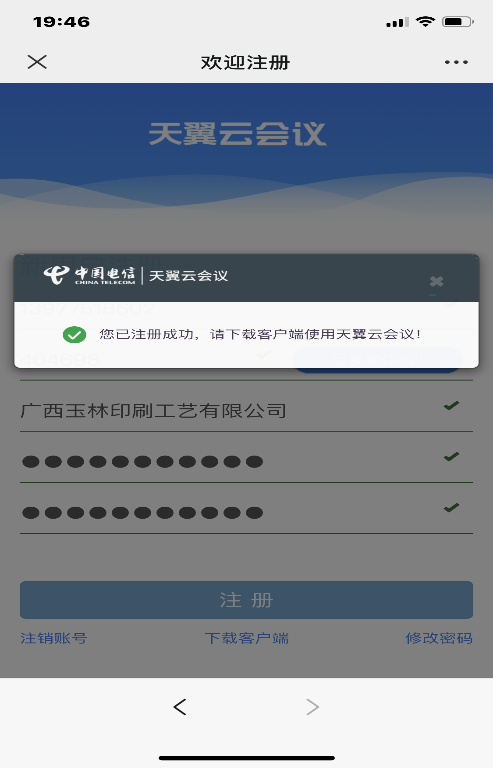 19:46
欢迎注册
天翼云会议
中国电信 CHINA TELECOM 天翼云会议
您已注册成功，请下载客户端使用天翼云会议！
广西玉林印刷工艺有限公司
注 册
注销账号 下载客户端 修改密码